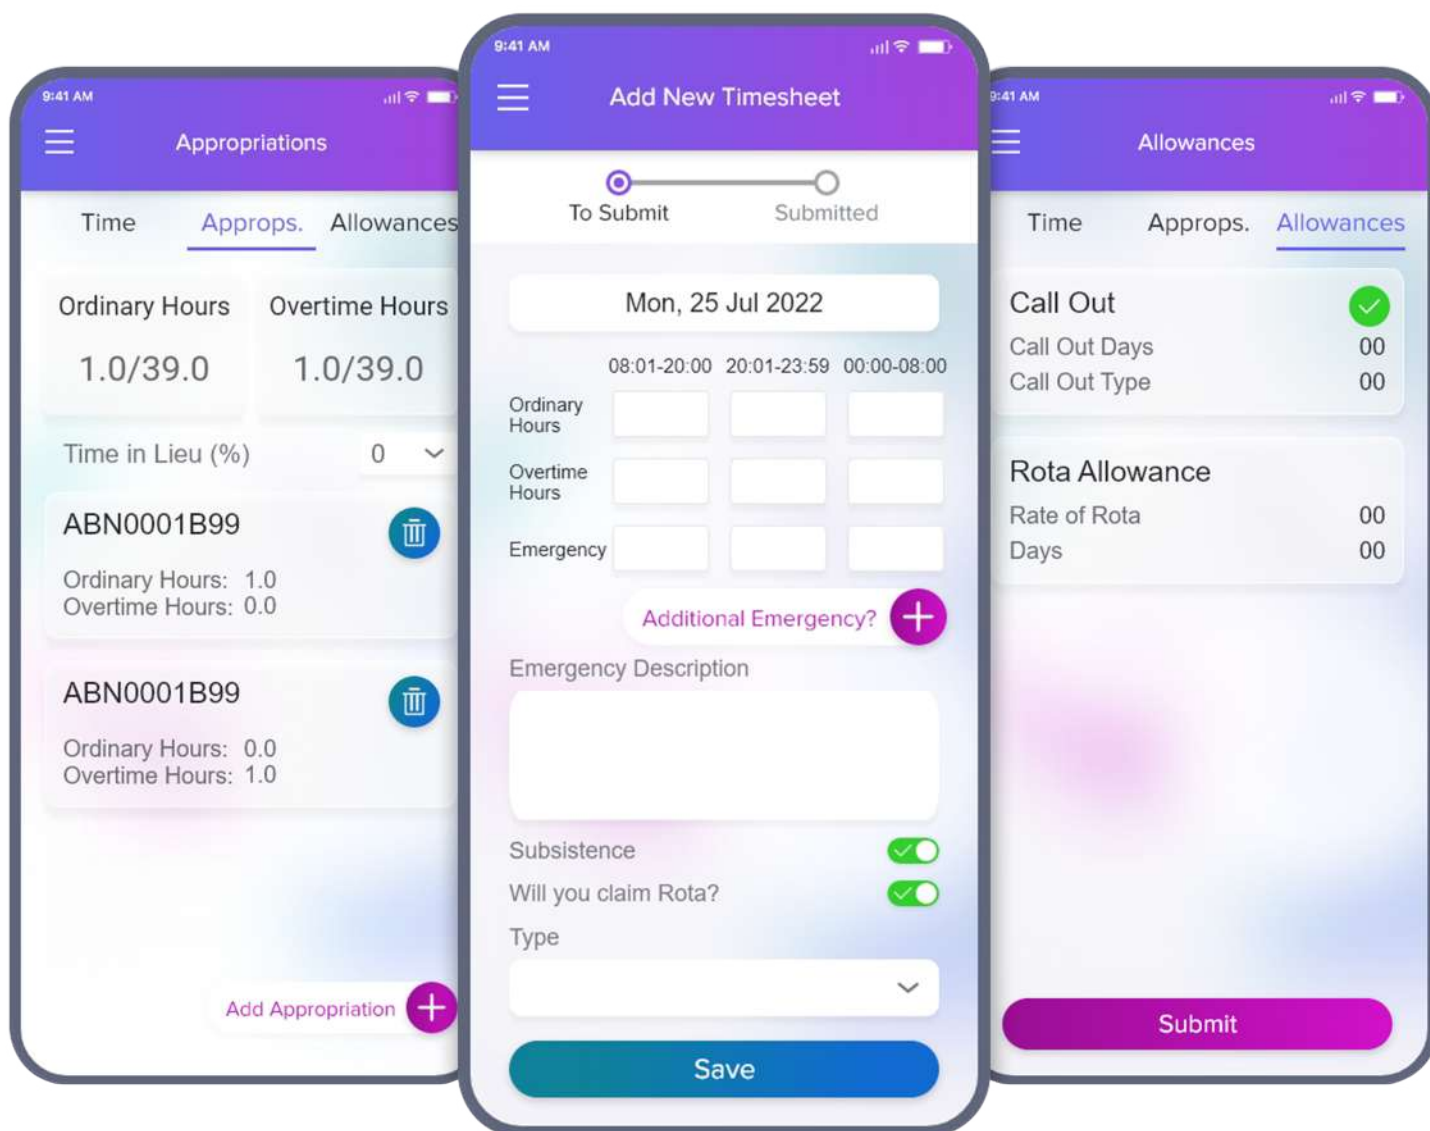 9:41 AM
Appropriations
Time Approps. Allowances
Ordinary Hours Overtime Hours
1.0/39.0 1.0/39.0
Time in Lieu (%) 0
ABN0001B99
Ordinary Hours: 1.0
Overtime Hours: 0.0
ABN0001B99
Ordinary Hours: 0.0
Overtime Hours: 1.0
Add Appropriation
9:41 AM
Add New Timesheet
To Submit Submitted
Mon, 25 Jul 2022
08:01-20:00 20:01-23:59 00:00-08:00
Ordinary
Hours
Overtime
Hours
Emergency
Additional Emergency?
Emergency Description
Subsistence
Will you claim Rota?
Type
Save
9:41 AM
Allowances
Time Approps. Allowances
Call Out
Call Out Days 00
Call Out Type 00
Rota Allowance
Rate of Rota 00
Days 00
Submit